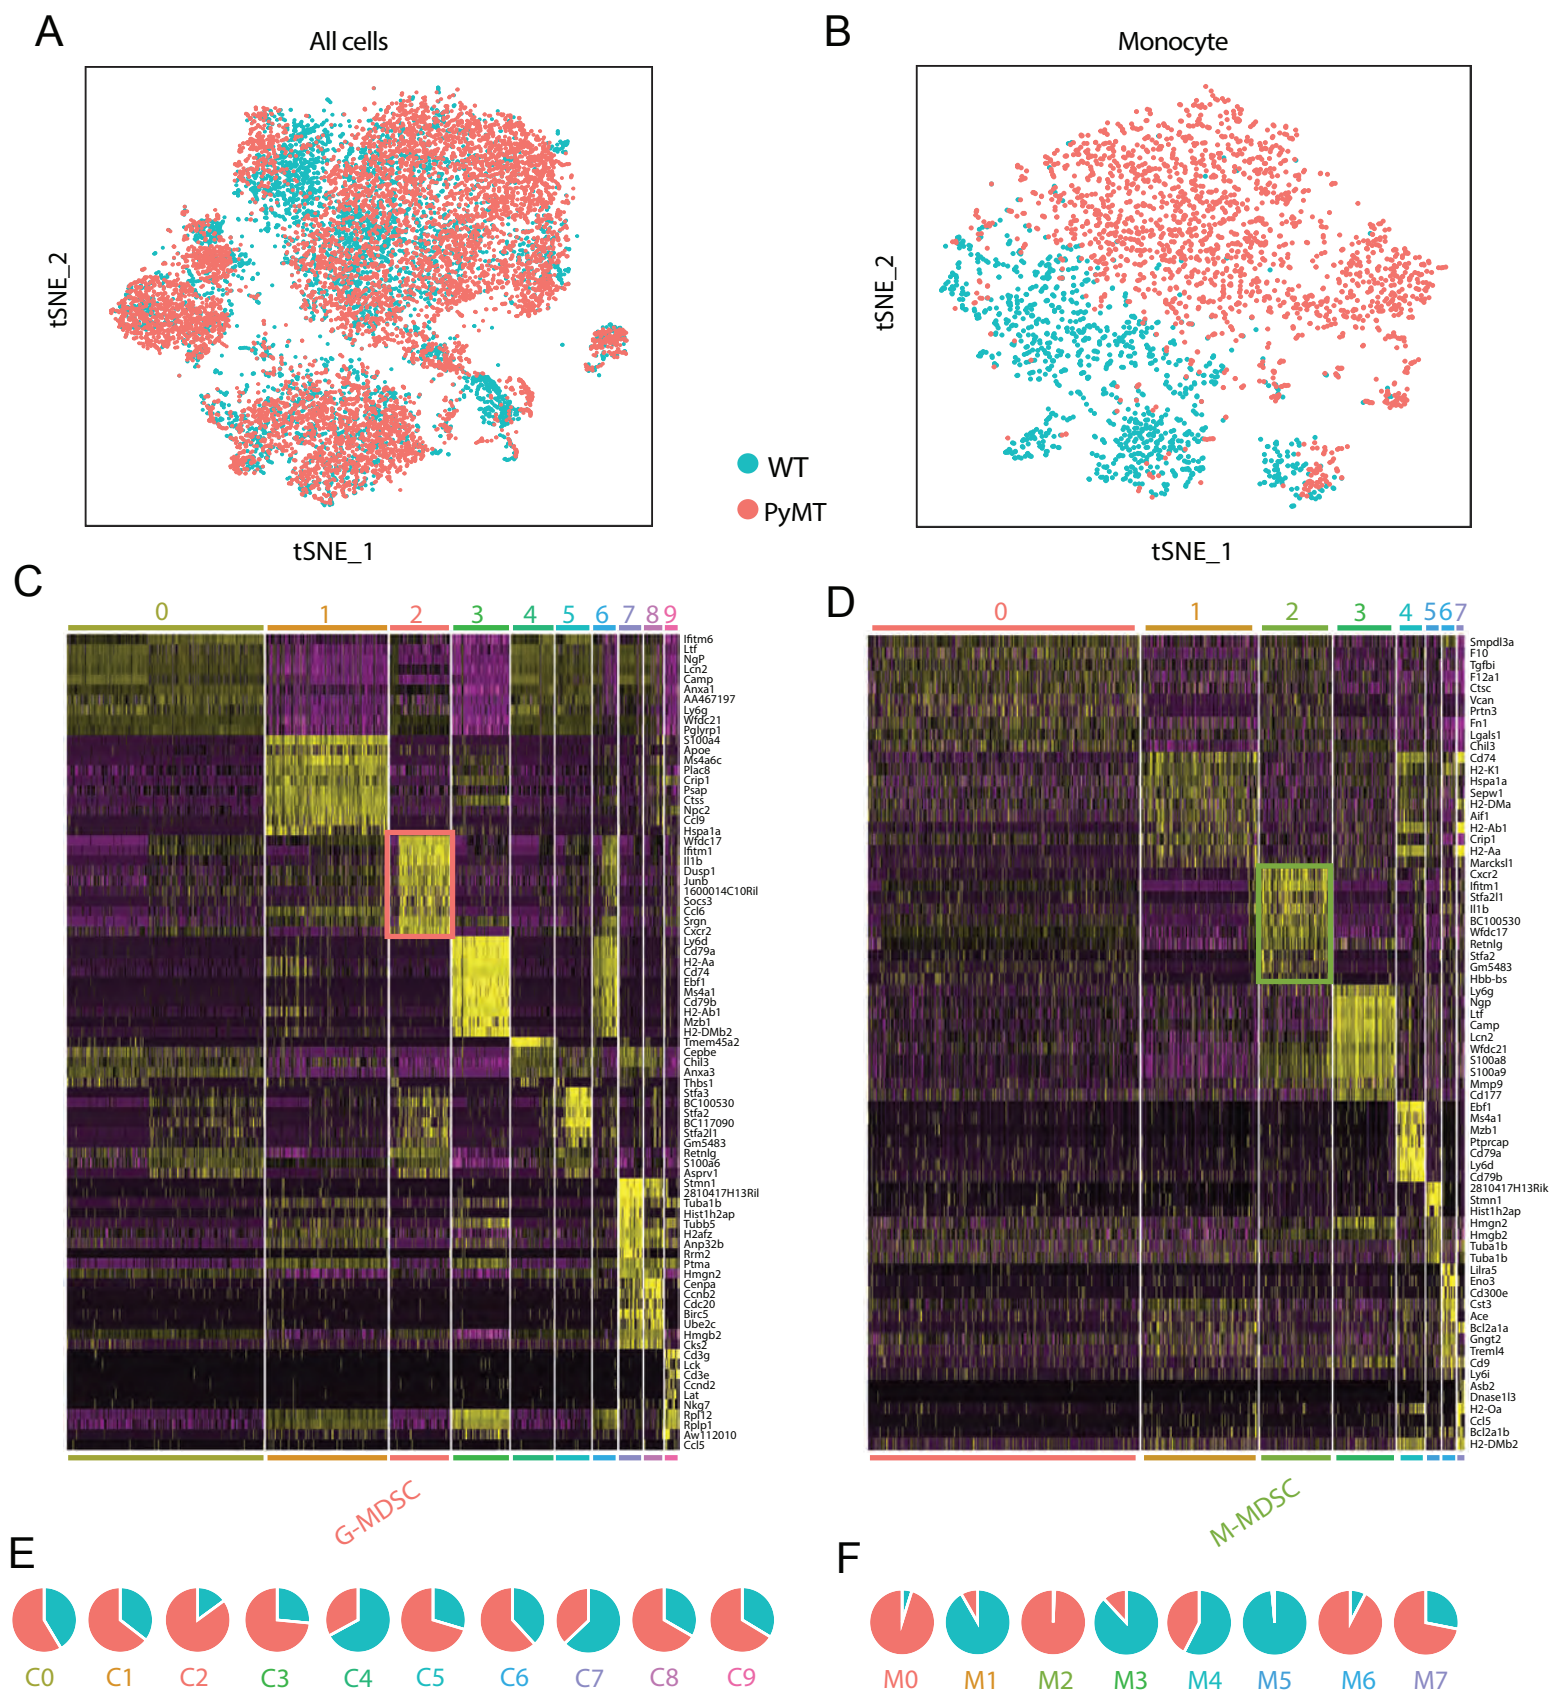 A
All cells
tSNE_2
tSNE_1
B
Monocyte
tSNE_2
tSNE_1
WT
PyMT
C
0 1 2 3 4 5 6 7 8 9
Ifitm6
Ltf
NgP
Lcn2
Camp
Anxa1
AA467197
Ly6g
Wfdc21
Pglyrp1
S100a4
Apoe
Ms4a6c
Plac8
Crip1
Psap
Ctss
Npc2
Ccl9
Hspa1a
Wfdc17
Ifitm1
Il1b
Dusp1
Junb
1600014C10Ril
Socs3
Ccl6
Srgn
Cxcr2
Ly6d
Cd79a
H2-Aa
Cd74
Ebf1
Ms4a1
Cd79b
H2-Ab1
Mzb1
H2-DMb2
Tmem45a2
Cepbe
Chil3
Anxa3
Thbs1
Stfa3
BC100530
Stfa2
BC117090
Stfa2l1
Gm5483
Retnlg
S100a6
Asprv1
Stmn1
2810417H13Ril
Tuba1b
Hist1h2ap
Tubb5
H2afz
Anp32b
Rrm2
Ptma
Hmgn2
Cenpa
Ccnb2
Cdc20
Birc5
Ube2c
Hmgb2
Cks2
Cd3g
Lck
Cd3e
Ccnd2
Lat
Nkg7
Rpl12
Rplp1
Aw112010
Ccl5
G-MDSC
D
0 1 2 3 4 5 6 7
Smpdl3a
F10
Tgfbi
F12a1
Ctsc
Vcan
Prtn3
Fn1
Lgals1
Chil3
Cd74
H2-K1
Hspa1a
Sepw1
H2-DMa
Aif1
H2-Ab1
Crip1
H2-Aa
Marcksl1
Cxcr2
Ifitm1
Stfa2l1
Il1b
BC100530
Wfdc17
Retnlg
Stfa2
Gm5483
Hbb-bs
Ly6g
Ngp
Ltf
Camp
Lcn2
Wfdc21
S100a8
S100a9
Mmp9
Cd177
Ebf1
Ms4a1
Mzb1
Ptprcap
Cd79a
Ly6d
Cd79b
2810417H13Rik
Stmn1
Hist1h2ap
Hmgn2
Hmgb2
Tuba1b
Tuba1b
Lilra5
Eno3
Cd300e
Cst3
Ace
Bcl2a1a
Gngt2
Treml4
Cd9
Ly6i
Asb2
Dnase1l3
H2-Oa
Ccl5
Bcl2a1b
H2-DMb2
M-MDSC
E
C0 C1 C2 C3 C4 C5 C6 C7 C8 C9
F
M0 M1 M2 M3 M4 M5 M6 M7